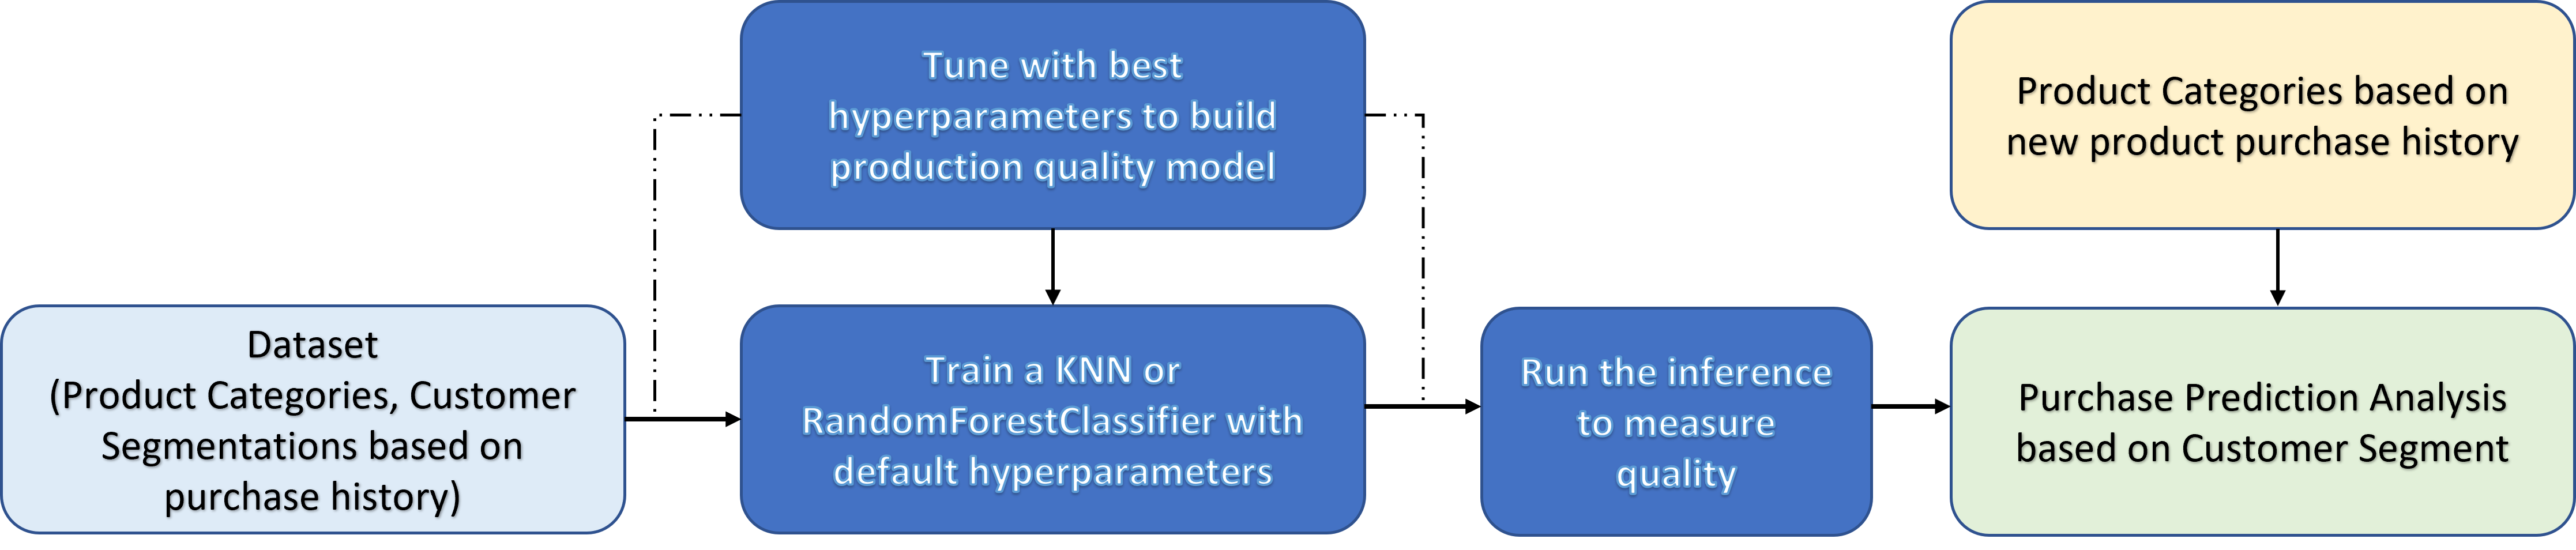 Tune with best
hyperparameters to build
production quality model
Product Categories based on
new product purchase history
Dataset
(Product Categories, Customer
Segmentations based on
purchase history)
Train a KNN or
RandomForestClassifier with
default hyperparameters
Run the inference
to measure
quality
Purchase Prediction Analysis
based on Customer Segment